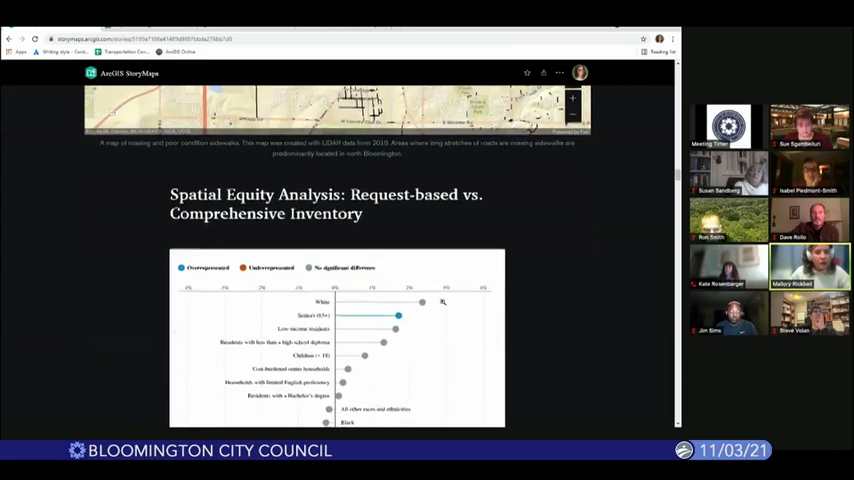 storymaps.arcgis.com/stories/
Apps
Writing style - Cent...
Transportation Can...
ArcGIS Online
Reading list
ArcGIS StoryMaps
Powered by Esri
A map of missing and poor condition sidewalks. This map was created with LiDAR data from 2018. Areas where long stretches of roads are missing sidewalks are
predominantly located in north Bloomington.
Spatial Equity Analysis: Request-based vs.
Comprehensive Inventory
Overrepresented
Underrepresented
No significant difference
0%
White
Seniors (65+)
Low-income residents
Residents with less than a high school diploma
Children (< 18)
Cost-burdened renter households
Households with limited English proficiency
Residents with a Bachelor's degree
All other races and ethnicities
Black
Meeting Timer
Sue Sgambelluri
Susan Sandberg
Isabel Piedmont-Smith
Ron Smith
Dave Rollo
Kate Rosenbarger
Mallory Rickbeil
Jim Sims
Steve Volan
BLOOMINGTON CITY COUNCIL
11/03/21